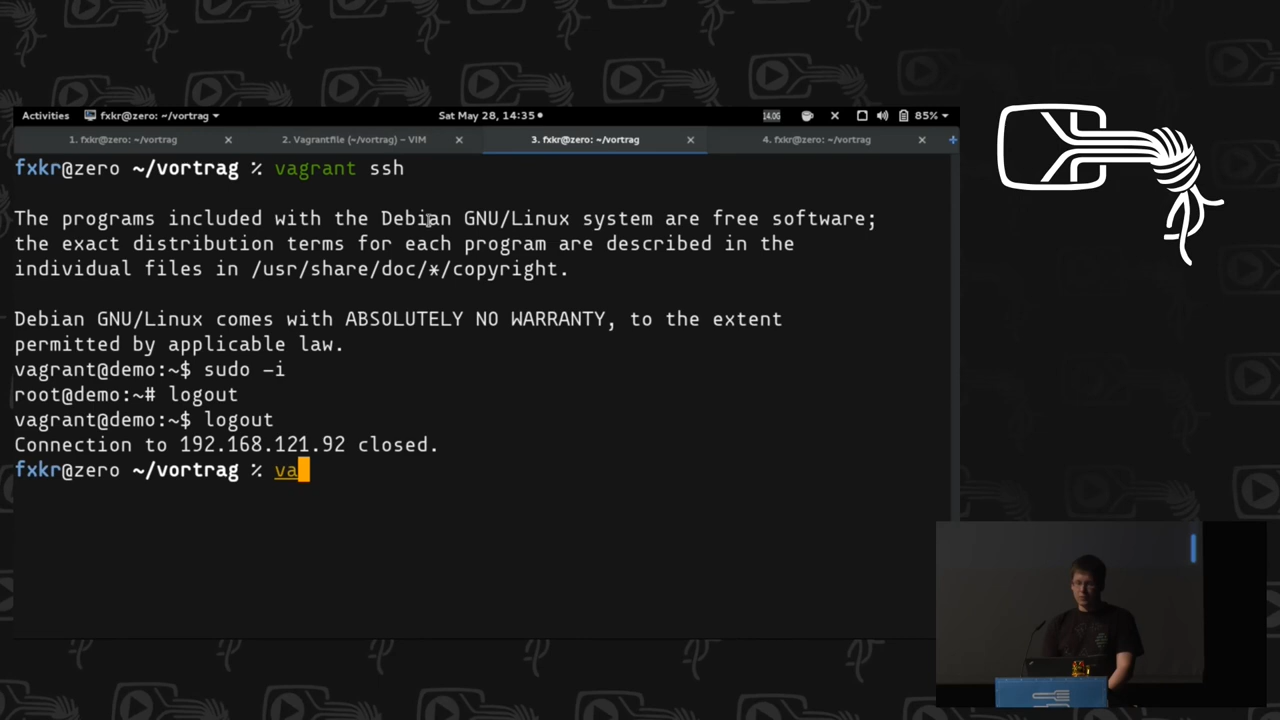 Activities fxkr@zero: ~/vortrag Sat May 28, 14:35 14.0G 85%
1. fxkr@zero: ~/vortrag 2. Vagrantfile (~/vortrag) – VIM 3. fxkr@zero: ~/vortrag 4. fxkr@zero: ~/vortrag
fxkr@zero ~/vortrag % vagrant ssh
The programs included with the Debian GNU/Linux system are free software;
the exact distribution terms for each program are described in the
individual files in /usr/share/doc/*/copyright.
Debian GNU/Linux comes with ABSOLUTELY NO WARRANTY, to the extent
permitted by applicable law.
vagrant@demo:~$ sudo -i
root@demo:~# logout
vagrant@demo:~$ logout
Connection to 192.168.121.92 closed.
fxkr@zero ~/vortrag % va